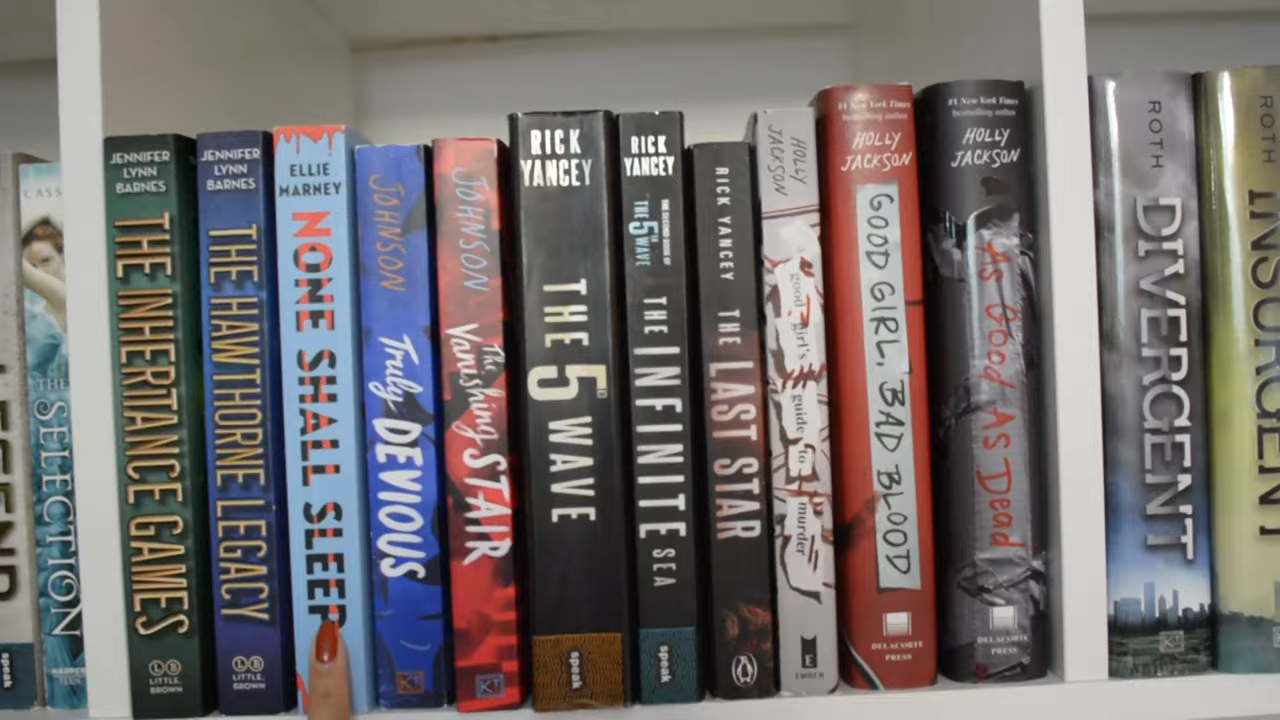 LEGEND
speak
CASS
THE
SELECTION
HARPER
TEEN
JENNIFER
LYNN
BARNES
THE INHERITANCE GAMES
LB
LITTLE,
BROWN
JENNIFER
LYNN
BARNES
THE HAWTHORNE LEGACY
LB
LITTLE,
BROWN
ELLIE
MARNEY
NONE SHALL SLEEP
JOHNSON
Truly DEVIOUS
KT
JOHNSON
The
Vanishing STAIR
KT
RICK
YANCEY
THE 5TH WAVE
speak
RICK
YANCEY
THE SECOND BOOK OF
THE 5TH WAVE
THE INFINITE SEA
speak
RICK YANCEY
THE LAST STAR
HOLLY
JACKSON
a good girl's guide to murder
E
EMBER
#1 New York Times
bestselling author
HOLLY
JACKSON
GOOD GIRL, BAD BLOOD
DELACORTE
PRESS
#1 New York Times
bestselling author
HOLLY
JACKSON
As Good As Dead
DELACORTE
PRESS
ROTH
DIVERGENT
KT
ROTH
INSURGENT